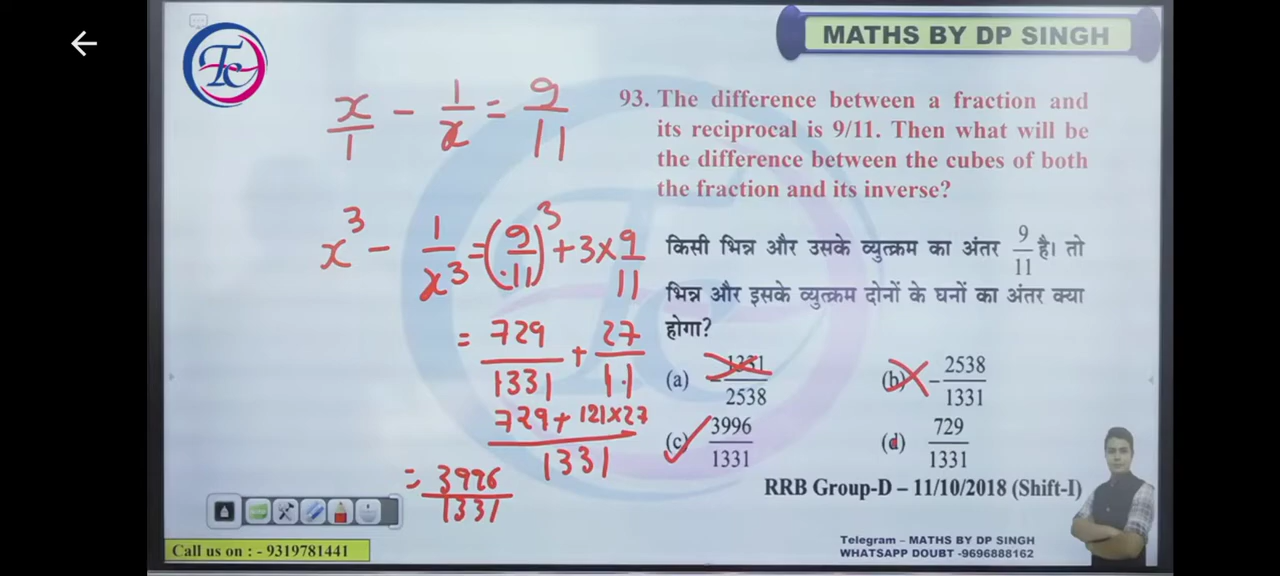 Tc
MATHS BY DP SINGH
x/1 - 1/x = 9/11
x³ - 1/x³ = (9/11)³ + 3 × 9/11
= 729/1331 + 27/11
729 + 121×27/1331
= 3996/1331
93. The difference between a fraction and
its reciprocal is 9/11. Then what will be
the difference between the cubes of both
the fraction and its inverse?
किसी भिन्न और उसके व्युत्क्रम का अंतर 9/11 है। तो
भिन्न और इसके व्युत्क्रम दोनों के घनों का अंतर क्या
होगा?
(a) -1331/2538 (b) -2538/1331
(c) 3996/1331 (d) 729/1331
RRB Group-D – 11/10/2018 (Shift-I)
Call us on : - 9319781441
Telegram – MATHS BY DP SINGH
WHATSAPP DOUBT -9696888162